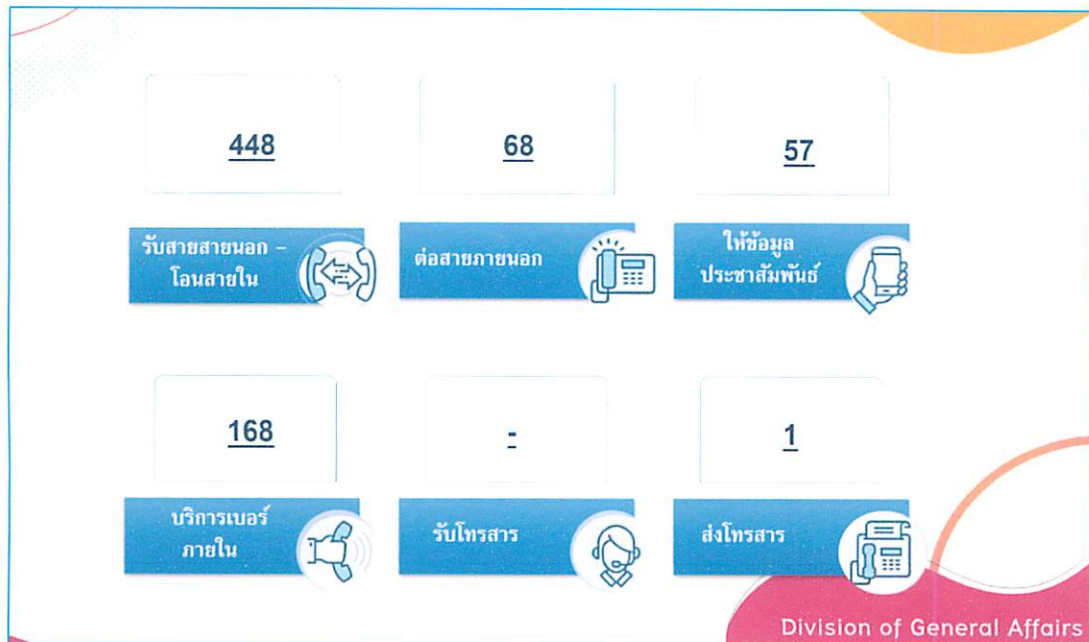 448
68
57
รับสายสายนอก –
โอนสายใน
ต่อสายภายนอก
ให้ข้อมูล
ประชาสัมพันธ์
168
-
1
บริการเบอร์
ภายใน
รับโทรสาร
ส่งโทรสาร
Division of General Affairs